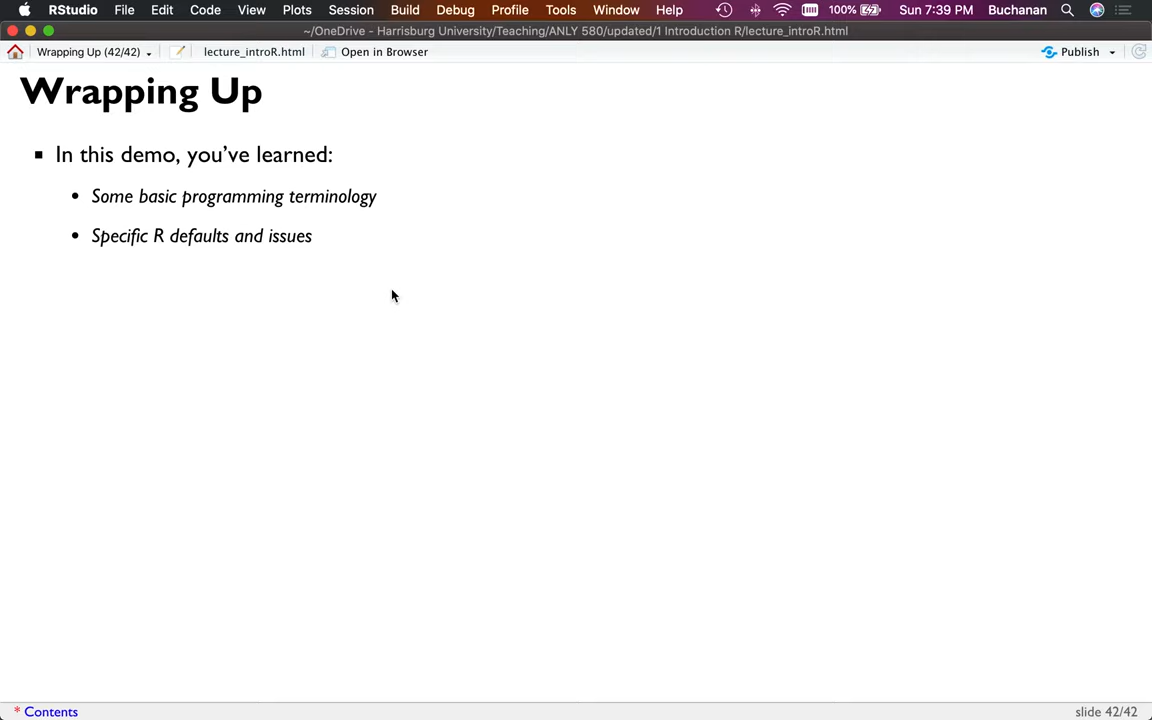 RStudio File Edit Code View Plots Session Build Debug Profile Tools Window Help 100% Sun 7:39 PM Buchanan
~/OneDrive - Harrisburg University/Teaching/ANLY 580/updated/1 Introduction R/lecture_introR.html
Wrapping Up (42/42) lecture_introR.html Open in Browser Publish
Wrapping Up
In this demo, you've learned:
Some basic programming terminology
Specific R defaults and issues
* Contents slide 42/42